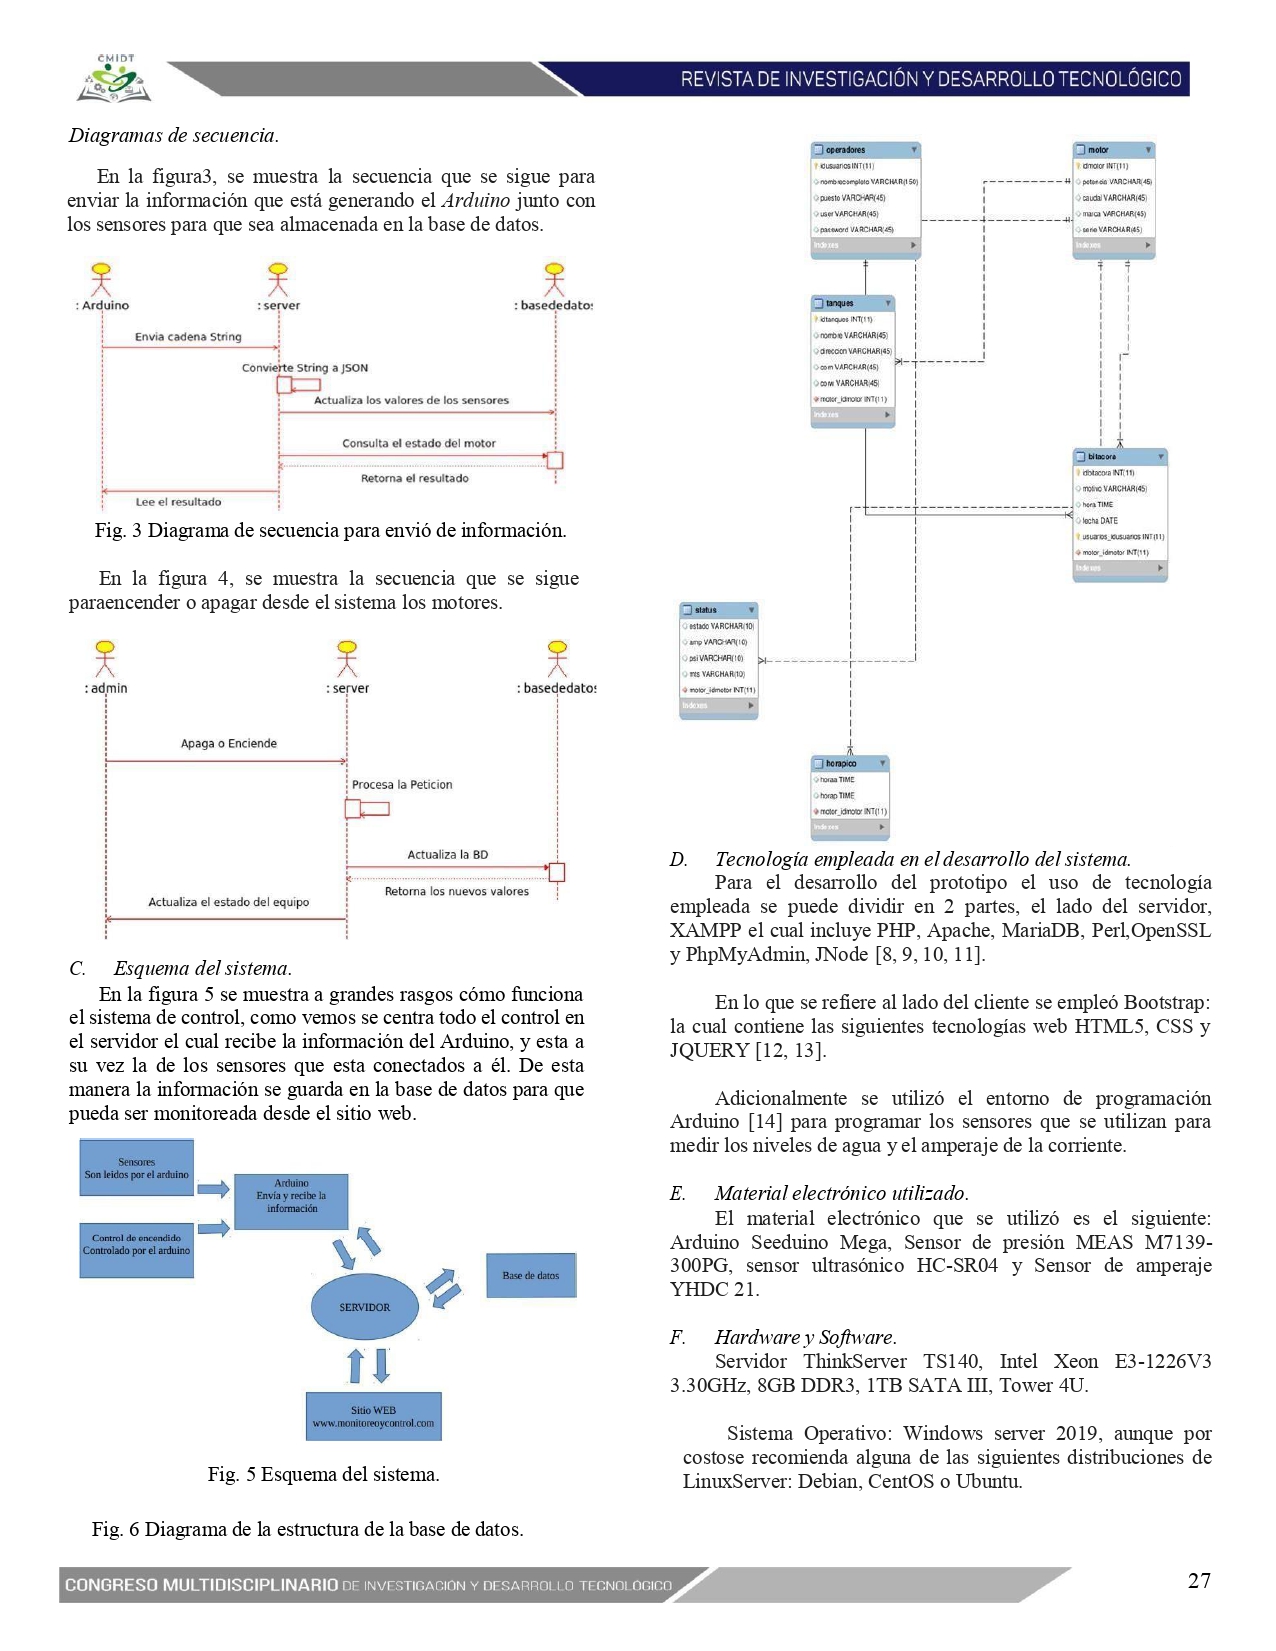 CMIDT
REVISTA DE INVESTIGACIÓN Y DESARROLLO TECNOLÓGICO
Diagramas de secuencia.
En la figura3, se muestra la secuencia que se sigue para
enviar la información que está generando el Arduino junto con
los sensores para que sea almacenada en la base de datos.
: Arduino
: server
: basededatos
Envia cadena String
Convierte String a JSON
Actualiza los valores de los sensores
Consulta el estado del motor
Retorna el resultado
Lee el resultado
Fig. 3 Diagrama de secuencia para envió de información.
En la figura 4, se muestra la secuencia que se sigue
paraencender o apagar desde el sistema los motores.
: admin
: server
: basededatos
Apaga o Enciende
Procesa la Peticion
Actualiza la BD
Retorna los nuevos valores
Actualiza el estado del equipo
C. Esquema del sistema.
En la figura 5 se muestra a grandes rasgos cómo funciona
el sistema de control, como vemos se centra todo el control en
el servidor el cual recibe la información del Arduino, y esta a
su vez la de los sensores que esta conectados a él. De esta
manera la información se guarda en la base de datos para que
pueda ser monitoreada desde el sitio web.
Sensores
Son leidos por el arduino
Control de encendido
Controlado por el arduino
Arduino
Envía y recibe la
información
SERVIDOR
Base de datos
Sitio WEB
www.monitoreoycontrol.com
Fig. 5 Esquema del sistema.
Fig. 6 Diagrama de la estructura de la base de datos.
operadores
idusuarios INT(11)
nombrecompleto VARCHAR(150)
puesto VARCHAR(45)
user VARCHAR(45)
password VARCHAR(45)
Indexes
motor
idmotor INT(11)
potencia VARCHAR(45)
caudal VARCHAR(45)
marca VARCHAR(45)
serie VARCHAR(45)
Indexes
tanques
idtanques INT(11)
nombre VARCHAR(45)
direccion VARCHAR(45)
VARCHAR(45)
VARCHAR(45)
motor_idmotor INT(11)
Indexes
bitacora
idbitacora INT(11)
motivo VARCHAR(45)
hora TIME
fecha DATE
usuarios_idusuarios INT(11)
motor_idmotor INT(11)
Indexes
status
estado VARCHAR(10)
amp VARCHAR(10)
psi VARCHAR(10)
mts VARCHAR(10)
motor_idmotor INT(11)
Indexes
horapico
horaa TIME
horap TIME
motor_idmotor INT(11)
Indexes
D. Tecnología empleada en el desarrollo del sistema.
Para el desarrollo del prototipo el uso de tecnología
empleada se puede dividir en 2 partes, el lado del servidor,
XAMPP el cual incluye PHP, Apache, MariaDB, Perl,OpenSSL
y PhpMyAdmin, JNode [8, 9, 10, 11].
En lo que se refiere al lado del cliente se empleó Bootstrap:
la cual contiene las siguientes tecnologías web HTML5, CSS y
JQUERY [12, 13].
Adicionalmente se utilizó el entorno de programación
Arduino [14] para programar los sensores que se utilizan para
medir los niveles de agua y el amperaje de la corriente.
E. Material electrónico utilizado.
El material electrónico que se utilizó es el siguiente:
Arduino Seeduino Mega, Sensor de presión MEAS M7139-
300PG, sensor ultrasónico HC-SR04 y Sensor de amperaje
YHDC 21.
F. Hardware y Software.
Servidor ThinkServer TS140, Intel Xeon E3-1226V3
3.30GHz, 8GB DDR3, 1TB SATA III, Tower 4U.
Sistema Operativo: Windows server 2019, aunque por
costose recomienda alguna de las siguientes distribuciones de
LinuxServer: Debian, CentOS o Ubuntu.
CONGRESO MULTIDISCIPLINARIO DE INVESTIGACIÓN Y DESARROLLO TECNOLÓGICO
27